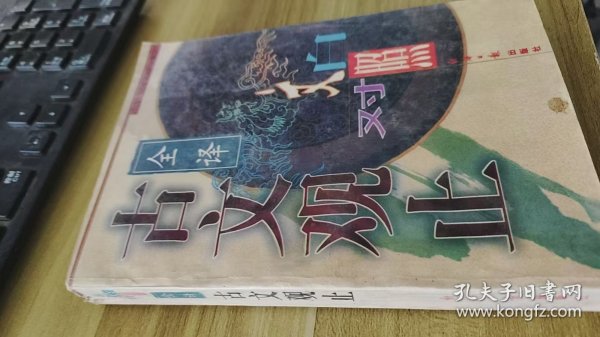 文白
对照
全译
古文观止
古文观止
孔夫子旧书网
www.kongfz.com